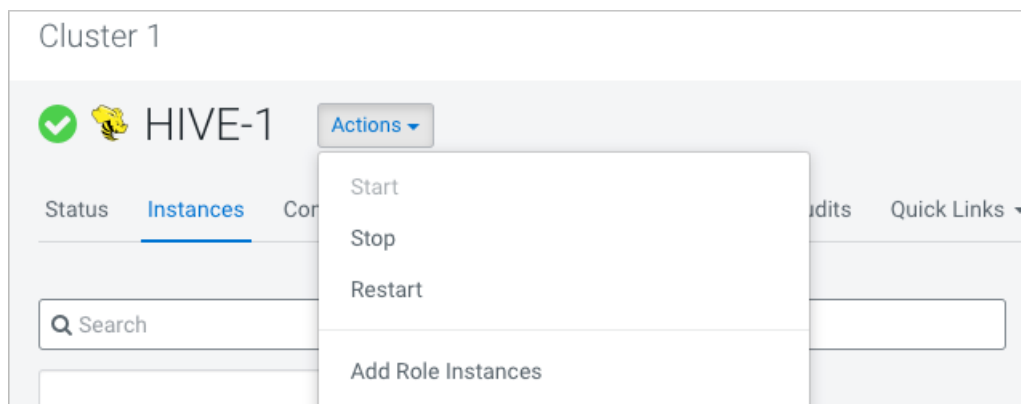 Cluster 1
HIVE-1 Actions
Start
Status Instances Quick Links
Stop
Restart
Search
Add Role Instances